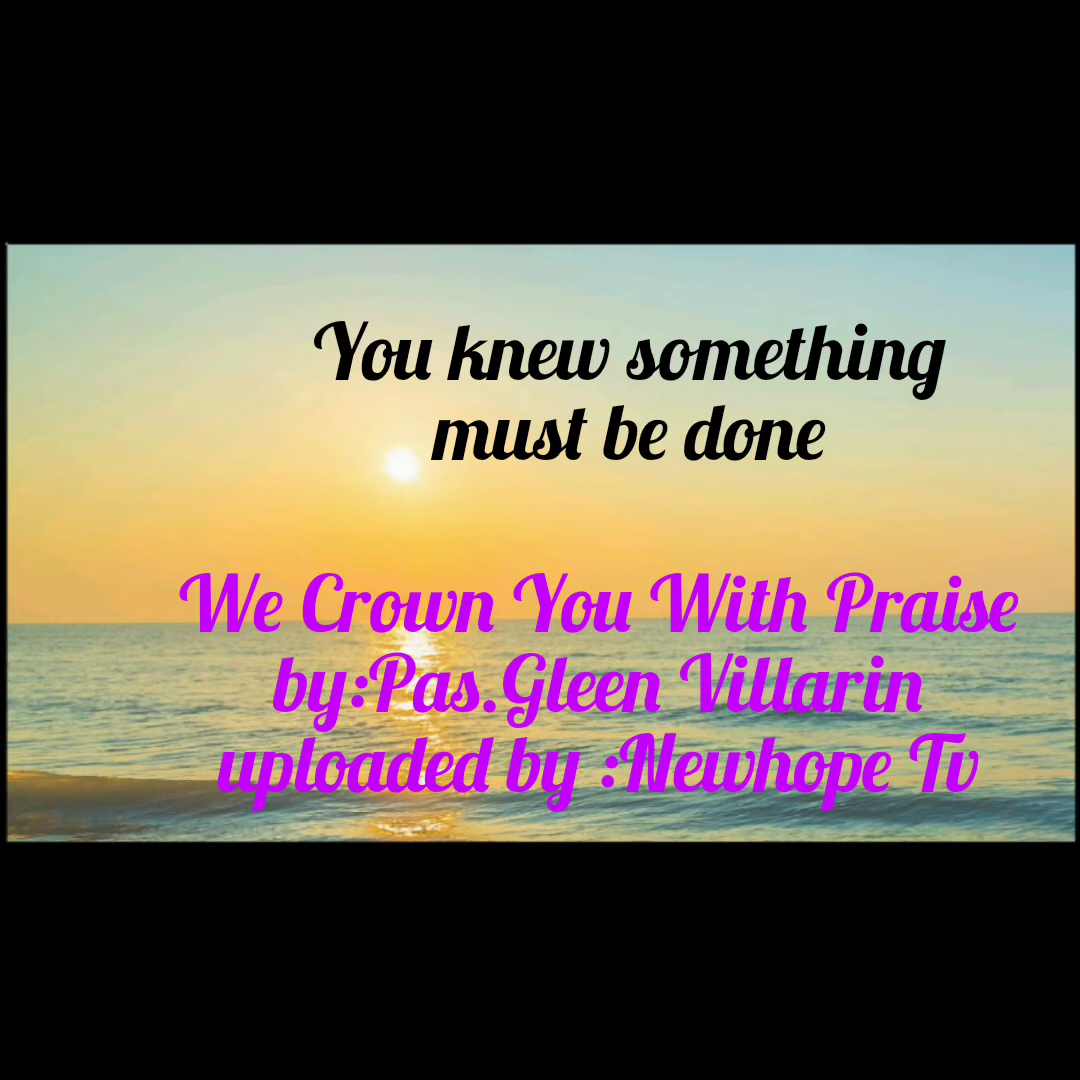 You knew something
must be done
We Crown You With Praise
by:Pas.Gleen Villarin
uploaded by :Newhope Tv